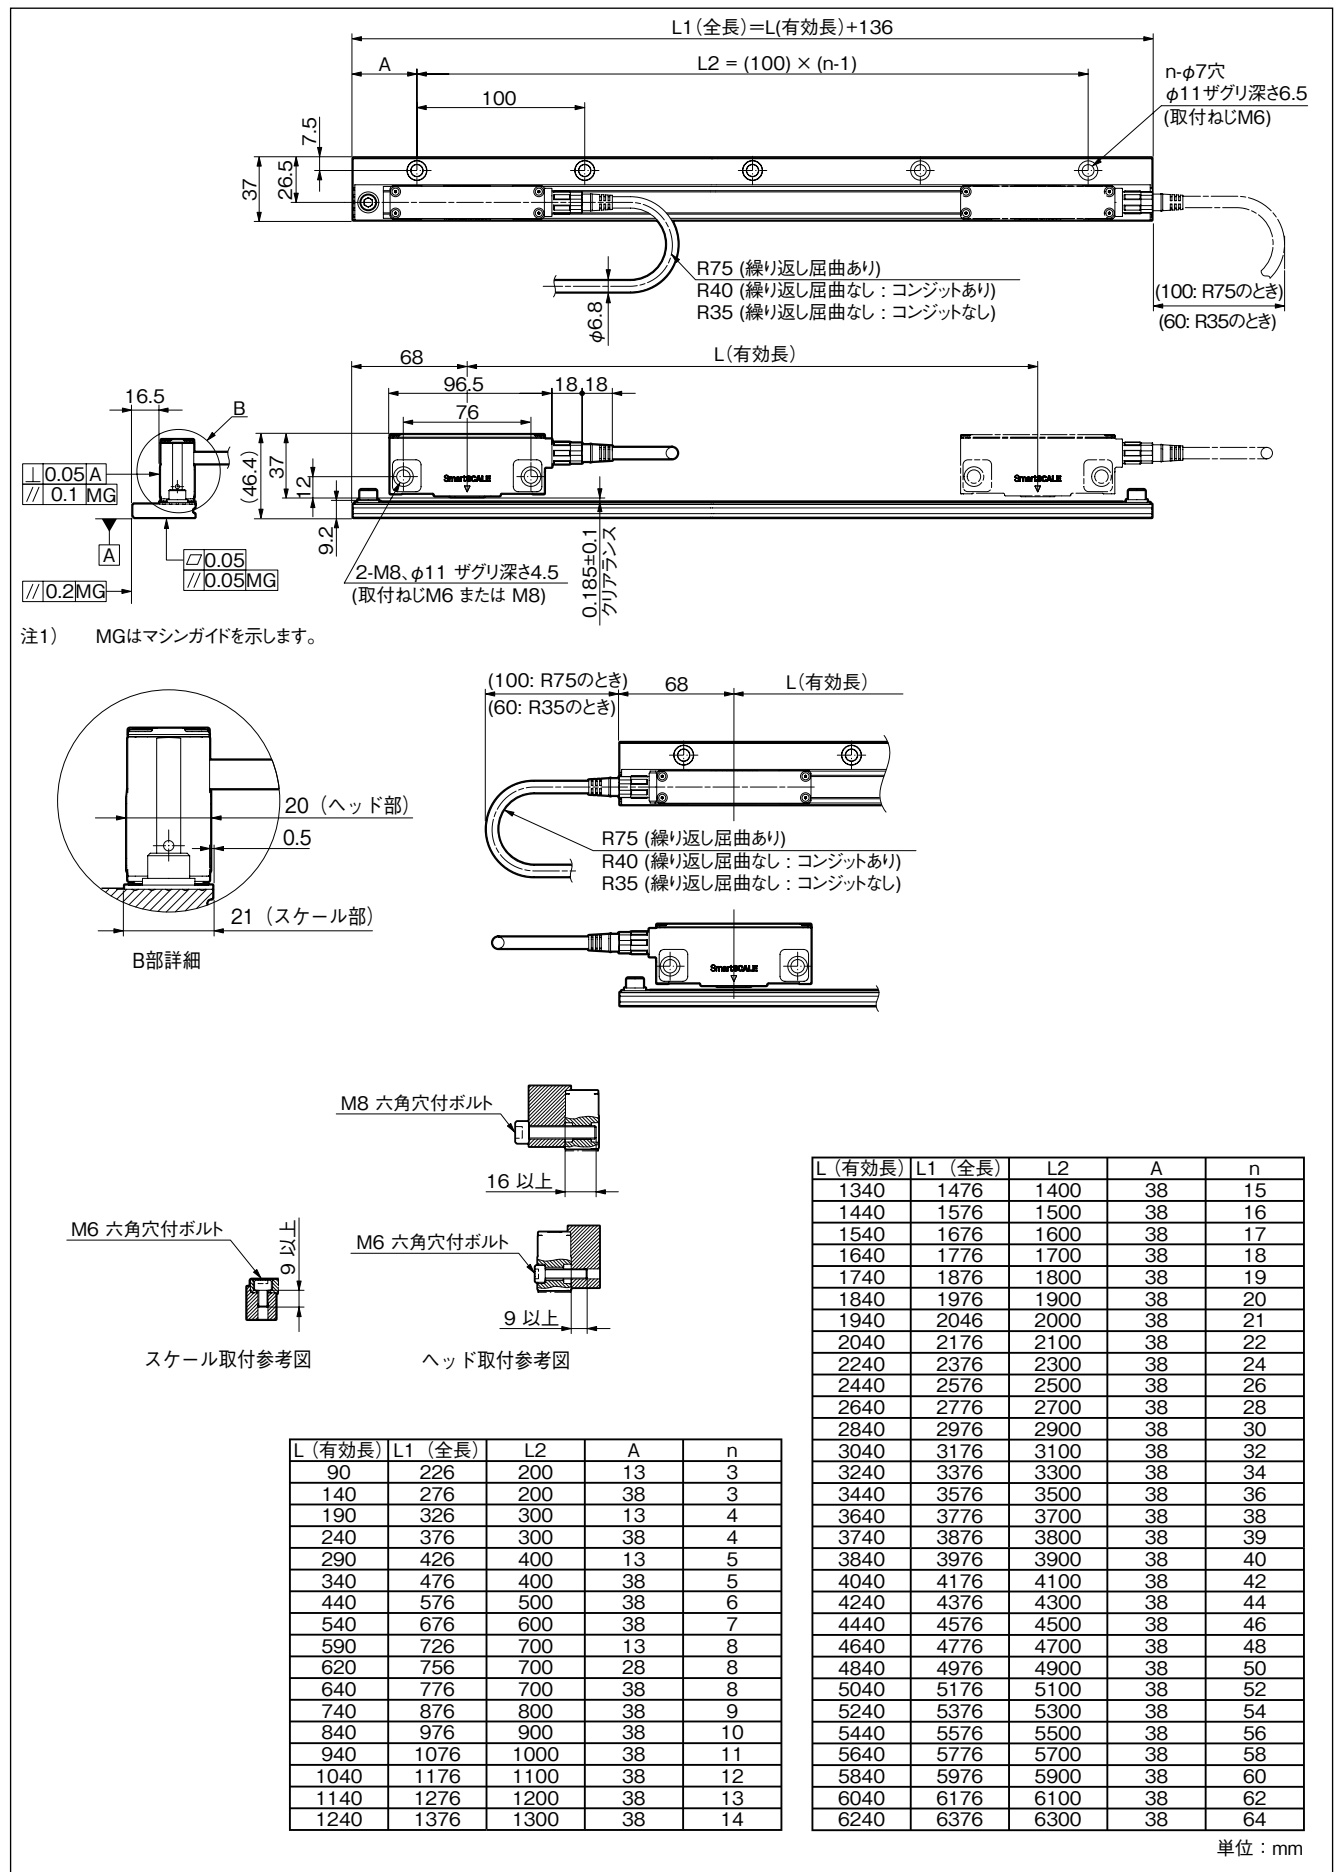 L1(全長)=L(有効長)+136
A
L2 = (100) × (n-1)
n-φ7穴
φ11ザグリ深さ6.5
(取付ねじM6)
100
7.5
37
26.5
R75 (繰り返し屈曲あり)
R40 (繰り返し屈曲なし:コンジットあり)
R35 (繰り返し屈曲なし:コンジットなし)
φ6.8
(100: R75のとき)
(60: R35のとき)
68
L(有効長)
96.5
18
18
76
16.5
B
⊥ 0.05 A
// 0.1 MG
(46.4)
37
12
SmartSCALE
SmartSCALE
9.2
A
▱ 0.05
// 0.05 MG
// 0.2 MG
2-M8、φ11 ザグリ深さ4.5
(取付ねじM6 または M8)
0.185±0.1
クリアランス
注1) MGはマシンガイドを示します。
(100: R75のとき)
(60: R35のとき)
68
L(有効長)
20(ヘッド部)
0.5
21(スケール部)
B部詳細
R75 (繰り返し屈曲あり)
R40 (繰り返し屈曲なし:コンジットあり)
R35 (繰り返し屈曲なし:コンジットなし)
SmartSCALE
M8 六角穴付ボルト
16 以上
M6 六角穴付ボルト
9 以上
スケール取付参考図
M6 六角穴付ボルト
9 以上
ヘッド取付参考図
L(有効長) L1(全長) L2 A n
90 226 200 13 3
140 276 200 38 3
190 326 300 13 4
240 376 300 38 4
290 426 400 13 5
340 476 400 38 5
440 576 500 38 6
540 676 600 38 7
590 726 700 13 8
620 756 700 28 8
640 776 700 38 8
740 876 800 38 9
840 976 900 38 10
940 1076 1000 38 11
1040 1176 1100 38 12
1140 1276 1200 38 13
1240 1376 1300 38 14
L(有効長) L1(全長) L2 A n
1340 1476 1400 38 15
1440 1576 1500 38 16
1540 1676 1600 38 17
1640 1776 1700 38 18
1740 1876 1800 38 19
1840 1976 1900 38 20
1940 2046 2000 38 21
2040 2176 2100 38 22
2240 2376 2300 38 24
2440 2576 2500 38 26
2640 2776 2700 38 28
2840 2976 2900 38 30
3040 3176 3100 38 32
3240 3376 3300 38 34
3440 3576 3500 38 36
3640 3776 3700 38 38
3740 3876 3800 38 39
3840 3976 3900 38 40
4040 4176 4100 38 42
4240 4376 4300 38 44
4440 4576 4500 38 46
4640 4776 4700 38 48
4840 4976 4900 38 50
5040 5176 5100 38 52
5240 5376 5300 38 54
5440 5576 5500 38 56
5640 5776 5700 38 58
5840 5976 5900 38 60
6040 6176 6100 38 62
6240 6376 6300 38 64
単位:mm